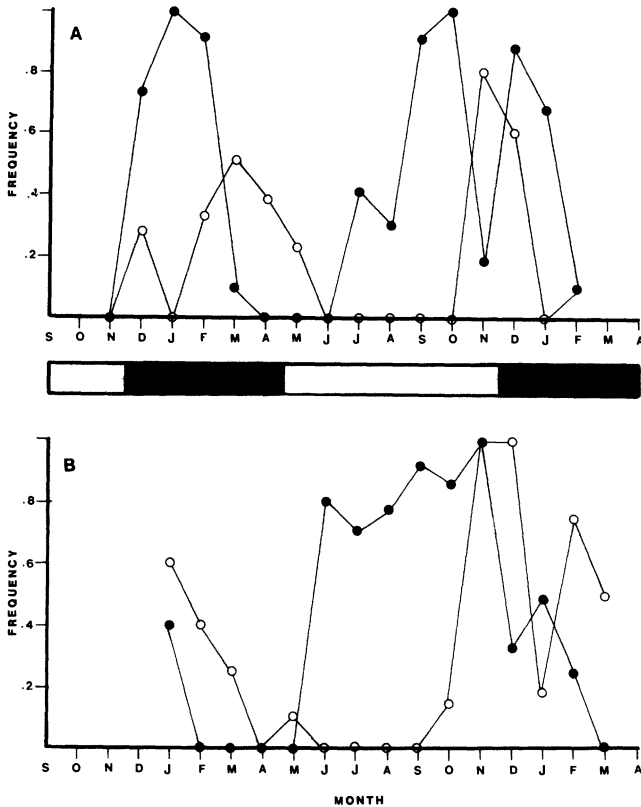 A
FREQUENCY
.8
.6
.4
.2
S O N D J F M A M J J A S O N D J F M A
B
FREQUENCY
.8
.6
.4
.2
S O N D J F M A M J J A S O N D J F M A
MONTH